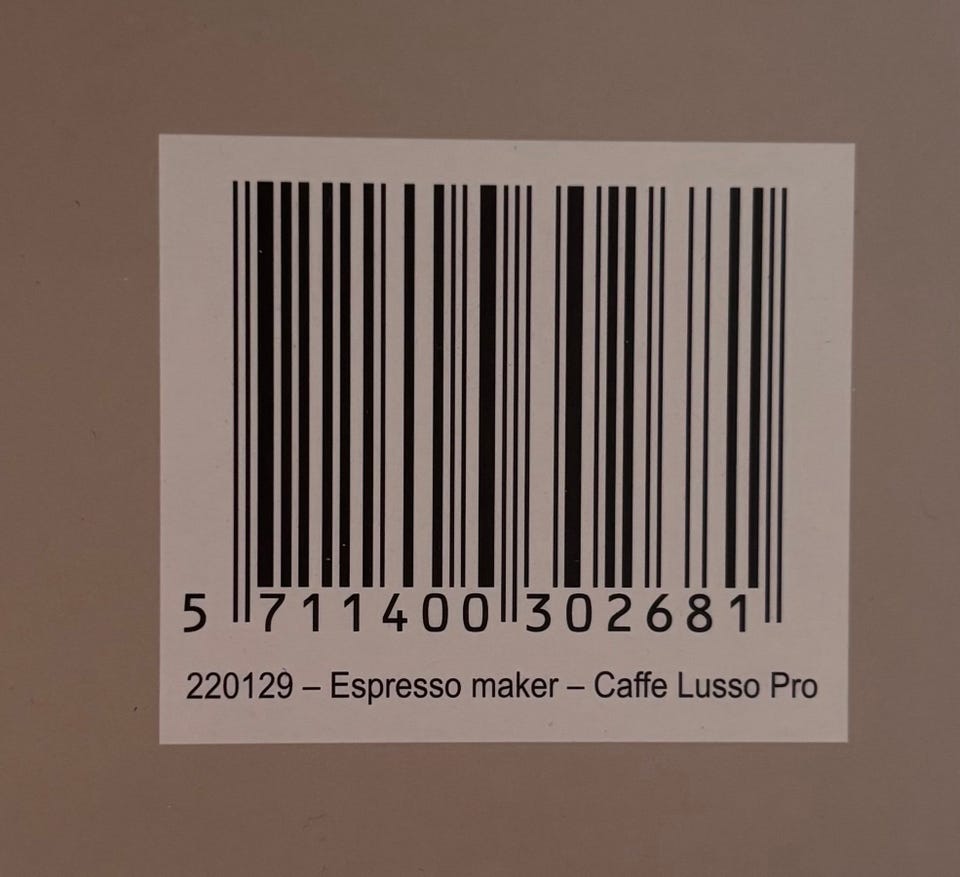 5 711400 302681
220129 – Espresso maker – Caffe Lusso Pro